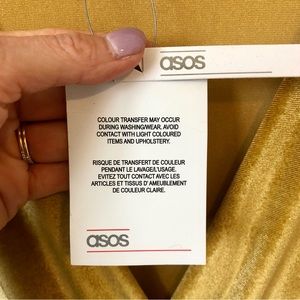 asos
COLOUR TRANSFER MAY OCCUR
DURING WASHING/WEAR. AVOID
CONTACT WITH LIGHT COLOURED
ITEMS AND UPHOLSTERY.
RISQUE DE TRANSFERT DE COULEUR
PENDANT LE LAVAGE/USAGE.
EVITEZ TOUT CONTACT AVEC LES
ARTICLES ET TISSUS D'AMEUBLEMENT
DE COULEUR CLAIRE.
asos